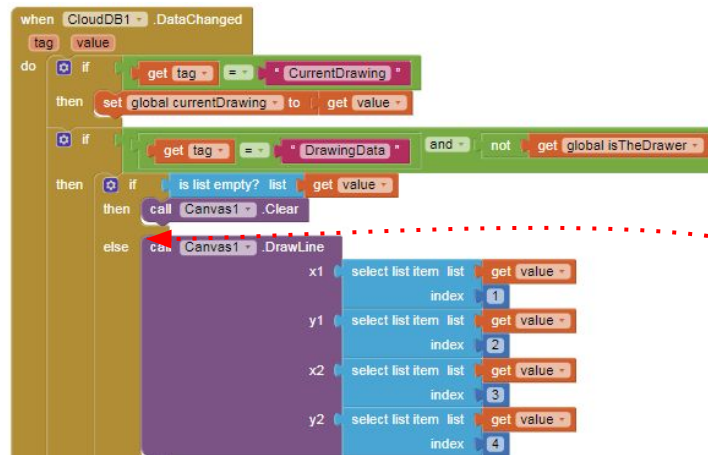 when CloudDB1 .DataChanged
tag value
do if get tag = " CurrentDrawing "
then set global currentDrawing to get value
if get tag = " DrawingData " and not get global isTheDrawer
then if is list empty? list get value
then call Canvas1 .Clear
else call Canvas1 .DrawLine
x1 select list item list get value
index 1
y1 select list item list get value
index 2
x2 select list item list get value
index 3
y2 select list item list get value
index 4